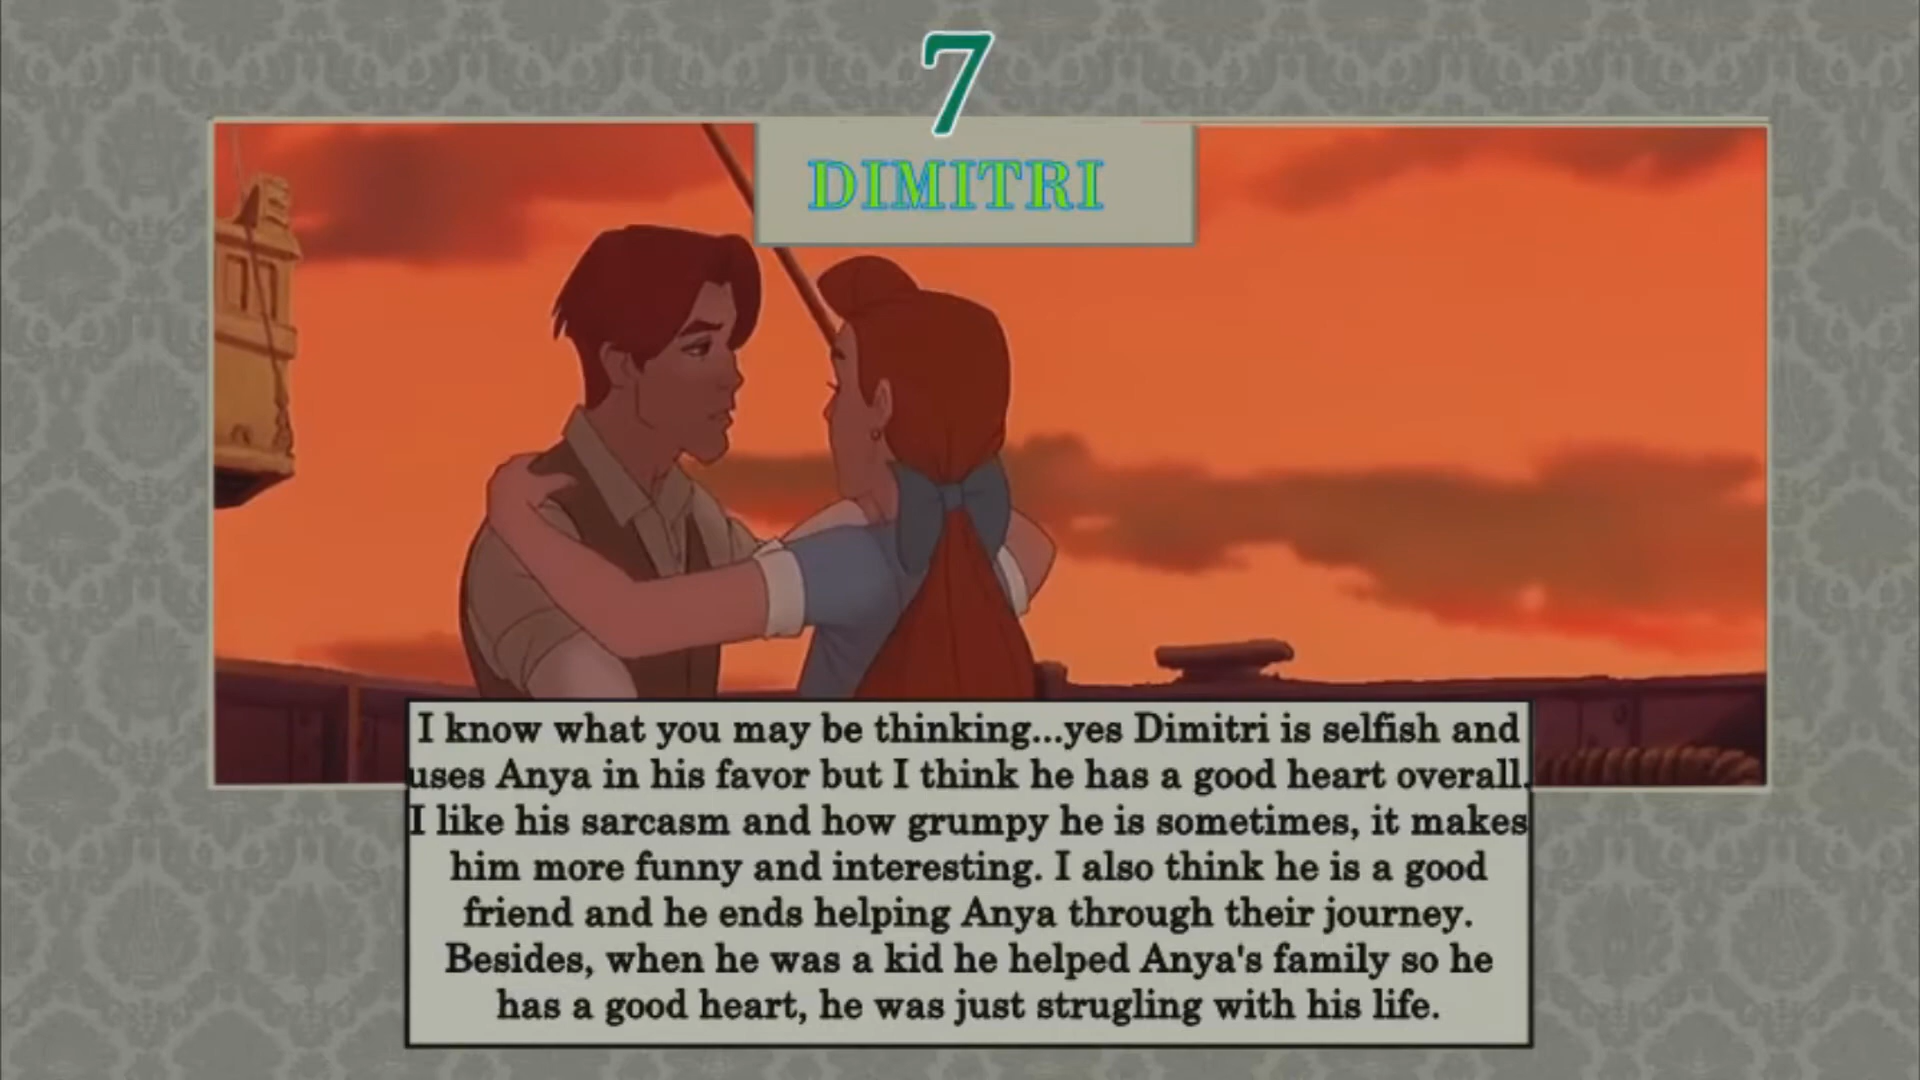 7
DIMITRI
I know what you may be thinking...yes Dimitri is selfish and
uses Anya in his favor but I think he has a good heart overall.
I like his sarcasm and how grumpy he is sometimes, it makes
him more funny and interesting. I also think he is a good
friend and he ends helping Anya through their journey.
Besides, when he was a kid he helped Anya's family so he
has a good heart, he was just strugling with his life.